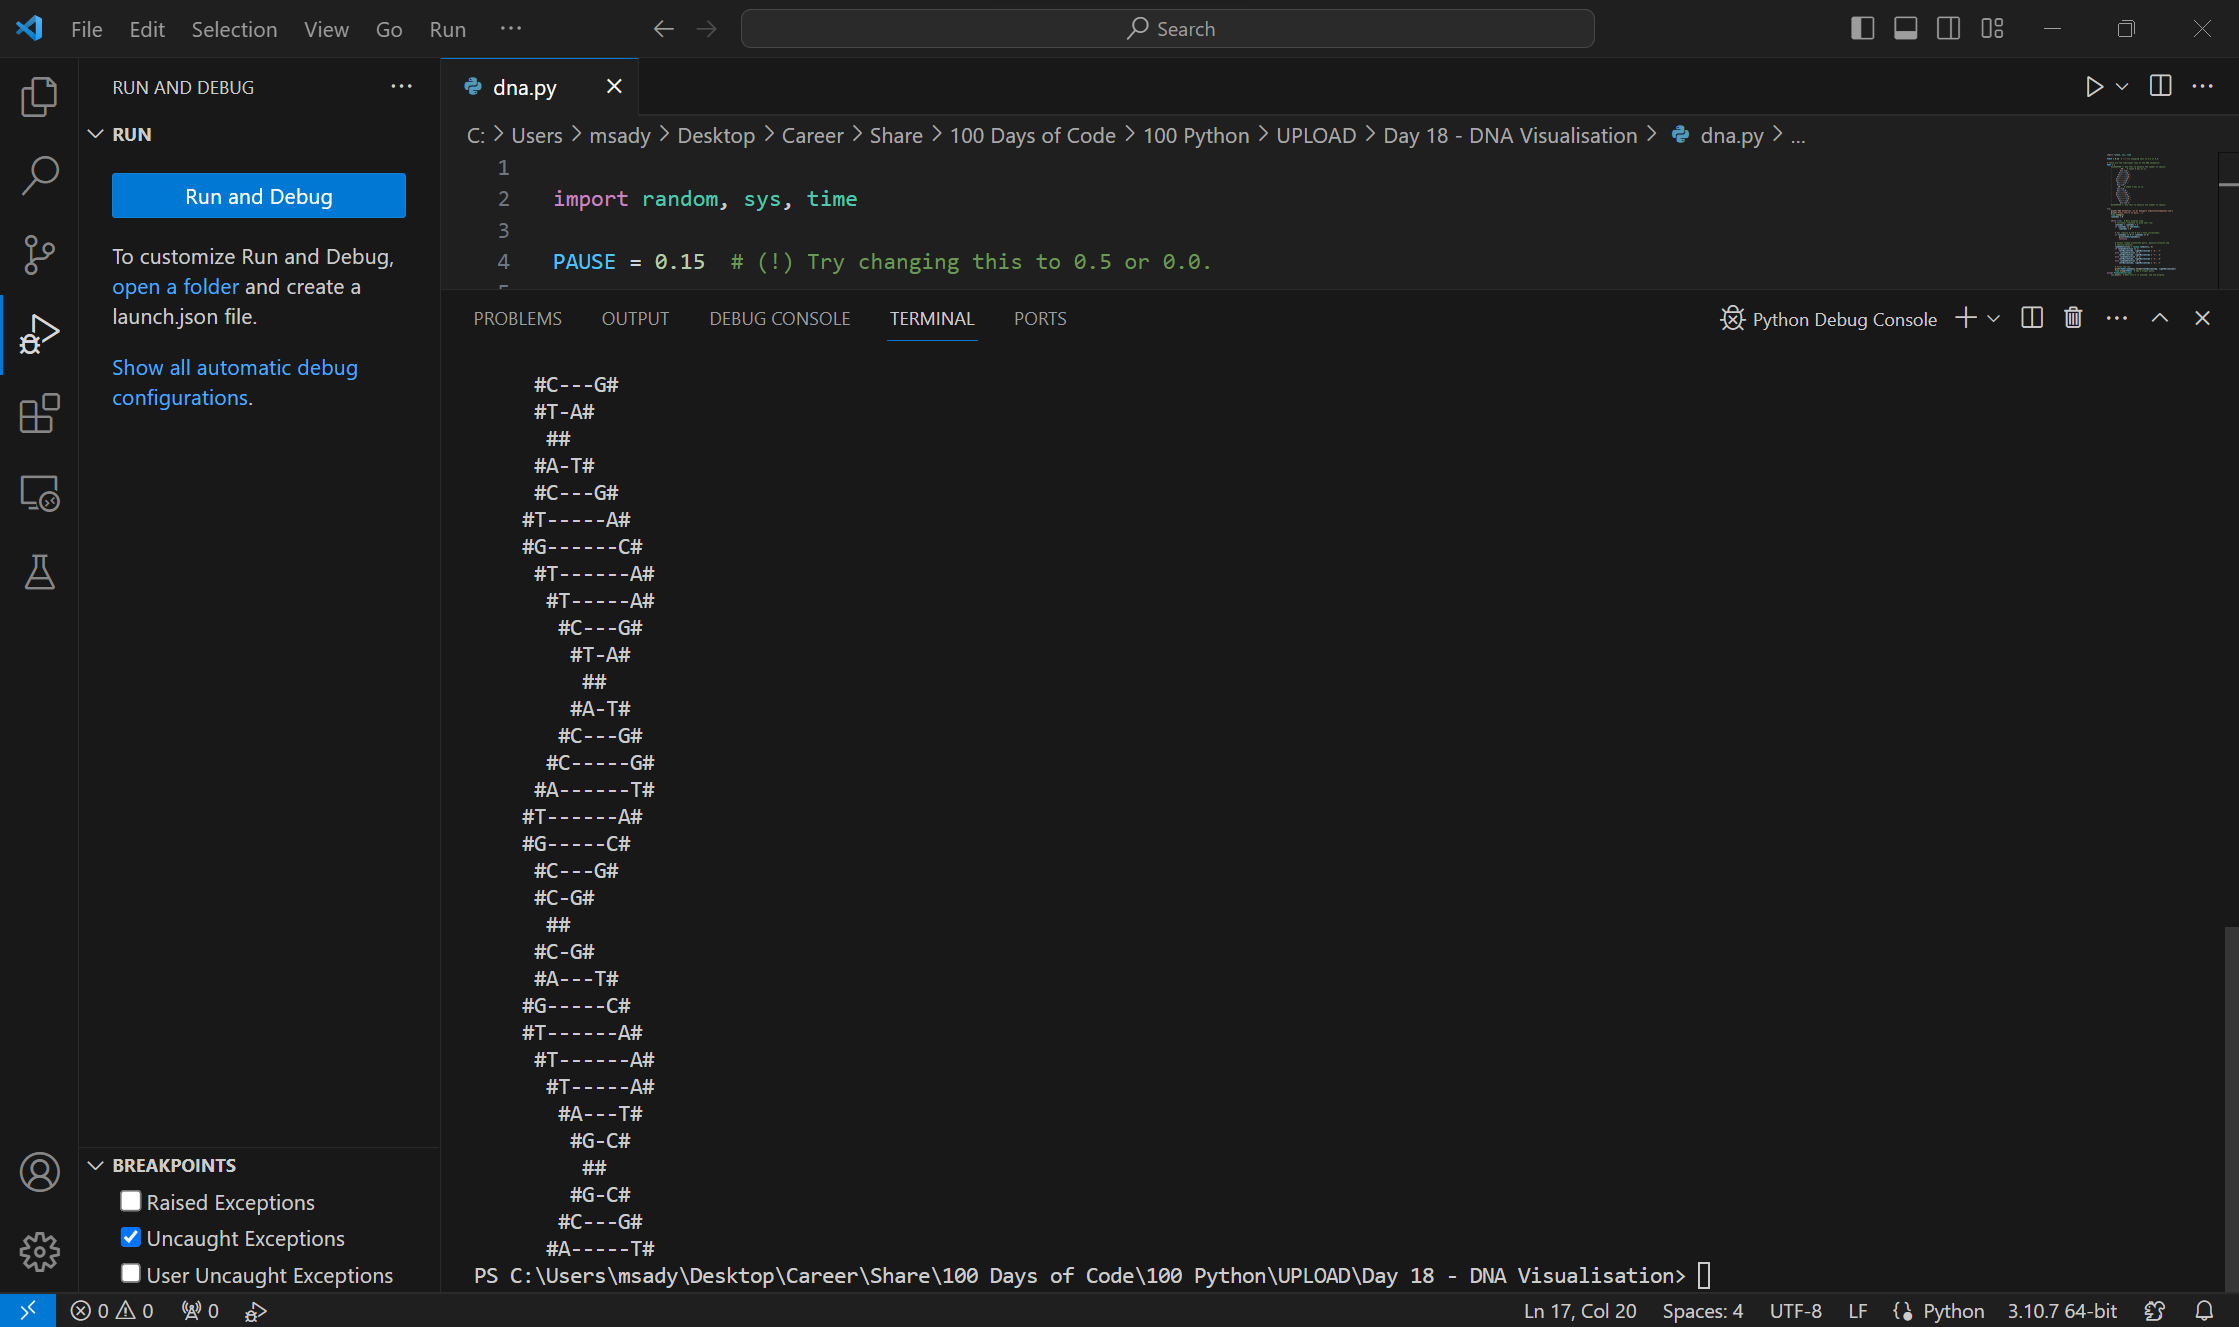 File Edit Selection View Go Run ···
Search
RUN AND DEBUG ···
RUN
Run and Debug
To customize Run and Debug,
open a folder and create a
launch.json file.
Show all automatic debug
configurations.
BREAKPOINTS
Raised Exceptions
Uncaught Exceptions
User Uncaught Exceptions
dna.py
C: > Users > msady > Desktop > Career > Share > 100 Days of Code > 100 Python > UPLOAD > Day 18 - DNA Visualisation > dna.py > ...
1
2 import random, sys, time
3
4 PAUSE = 0.15  # (!) Try changing this to 0.5 or 0.0.
PROBLEMS OUTPUT DEBUG CONSOLE TERMINAL PORTS
Python Debug Console
     #C---G#
     #T-A#
      ##
     #A-T#
     #C---G#
    #T-----A#
    #G------C#
     #T------A#
      #T-----A#
       #C---G#
        #T-A#
         ##
        #A-T#
       #C---G#
      #C-----G#
     #A------T#
    #T------A#
    #G-----C#
     #C---G#
     #C-G#
      ##
     #C-G#
     #A---T#
    #G-----C#
    #T------A#
     #T------A#
      #T-----A#
       #A---T#
        #G-C#
         ##
        #G-C#
       #C---G#
      #A-----T#
PS C:\Users\msady\Desktop\Career\Share\100 Days of Code\100 Python\UPLOAD\Day 18 - DNA Visualisation>
0 0 0 Ln 17, Col 20 Spaces: 4 UTF-8 LF Python 3.10.7 64-bit